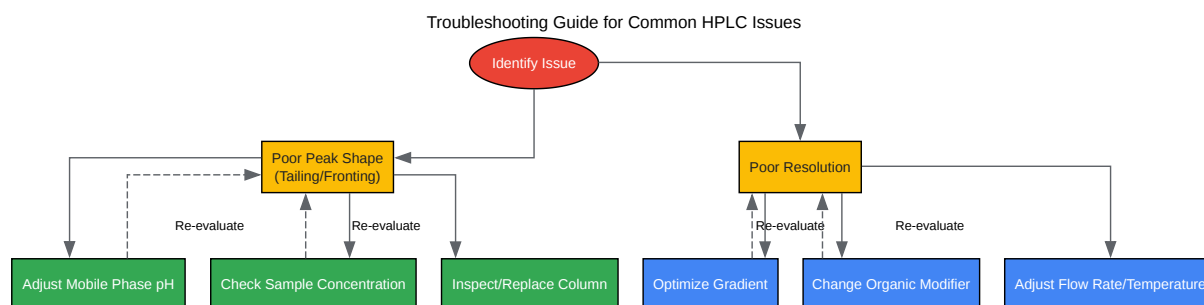 Troubleshooting Guide for Common HPLC Issues
Identify Issue
Poor Peak Shape
(Tailing/Fronting)
Poor Resolution
Re-evaluate
Re-evaluate
Re-evaluate
Re-evaluate
Adjust Mobile Phase pH
Check Sample Concentration
Inspect/Replace Column
Optimize Gradient
Change Organic Modifier
Adjust Flow Rate/Temperature